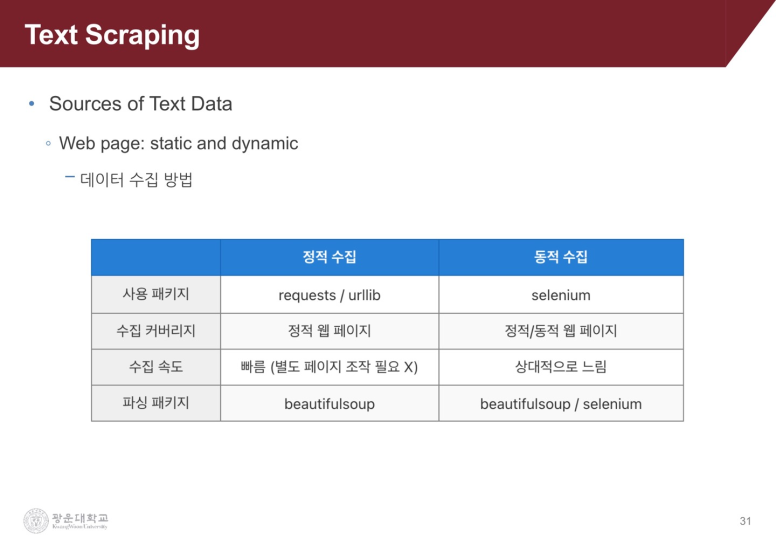 Text Scraping
• Sources of Text Data
◦ Web page: static and dynamic
– 데이터 수집 방법
정적 수집 동적 수집
사용 패키지 requests / urllib selenium
수집 커버리지 정적 웹 페이지 정적/동적 웹 페이지
수집 속도 빠름 (별도 페이지 조작 필요 X) 상대적으로 느림
파싱 패키지 beautifulsoup beautifulsoup / selenium
광운대학교
KwangWoon University
31